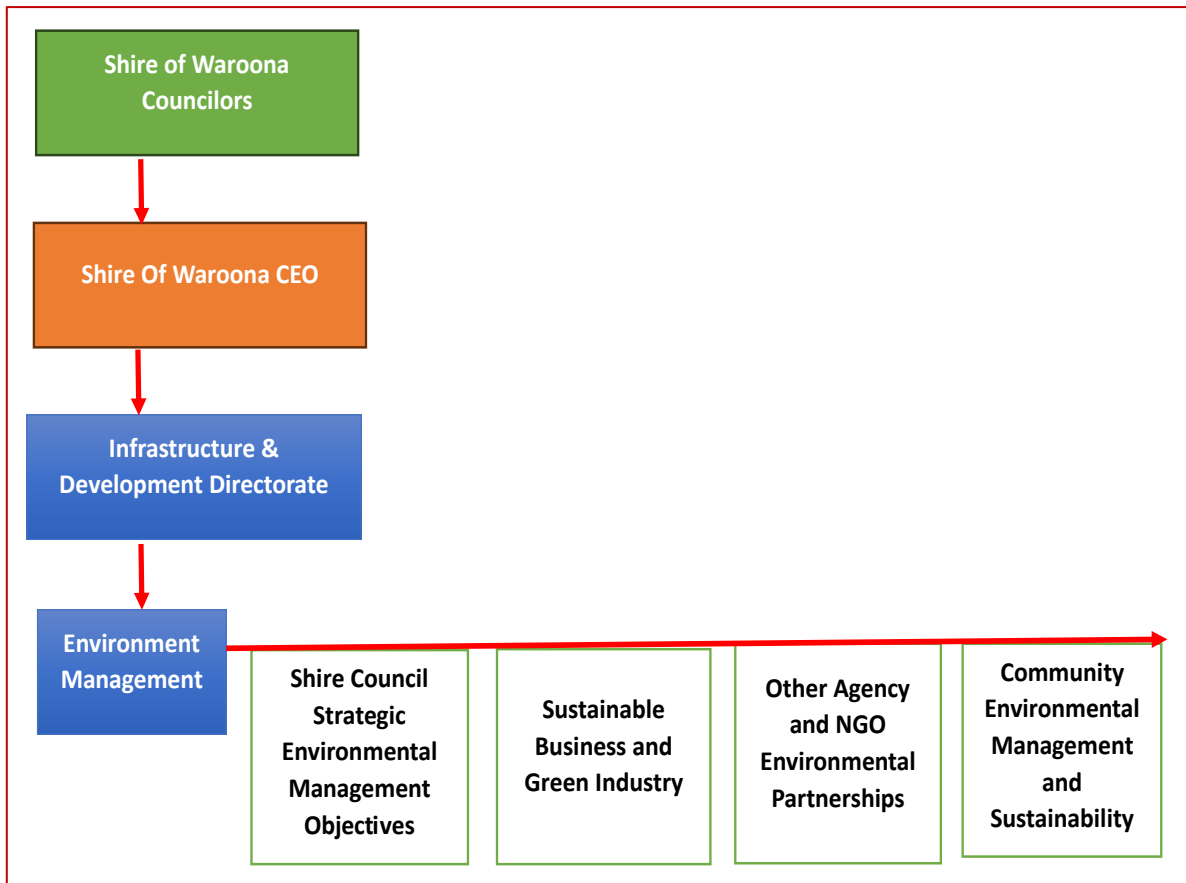 Shire of Waroona
Councilors
Shire Of Waroona CEO
Infrastructure &
Development Directorate
Environment
Management
Shire Council
Strategic
Environmental
Management
Objectives
Sustainable
Business and
Green Industry
Other Agency
and NGO
Environmental
Partnerships
Community
Environmental
Management
and
Sustainability